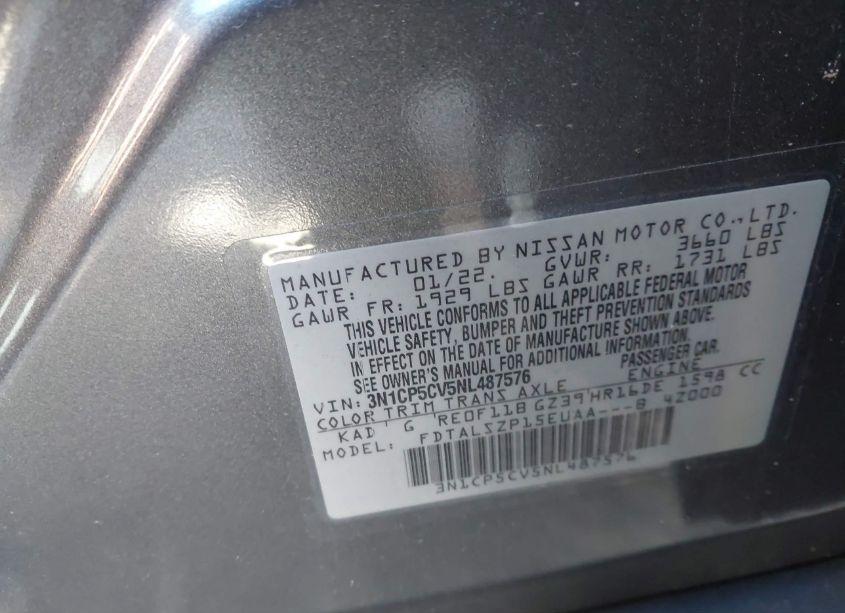 MANUFACTURED BY NISSAN MOTOR CO., LTD.
DATE: 01/22. GVWR: 3660 LBS
GAWR FR: 1929 LBS GAWR RR: 1731 LBS
THIS VEHICLE CONFORMS TO ALL APPLICABLE FEDERAL MOTOR
VEHICLE SAFETY, BUMPER AND THEFT PREVENTION STANDARDS
IN EFFECT ON THE DATE OF MANUFACTURE SHOWN ABOVE.
SEE OWNER'S MANUAL FOR ADDITIONAL INFORMATION.
VIN: 3N1CP5CV5NL487576 PASSENGER CAR.
COLOR TRIM TRANS AXLE ENGINE
KAD G RE0F11B GZ39 HR16DE 1598 CC
MODEL: FDTALSZP15EUAA---B 4Z000
3N1CP5CV5NL487576